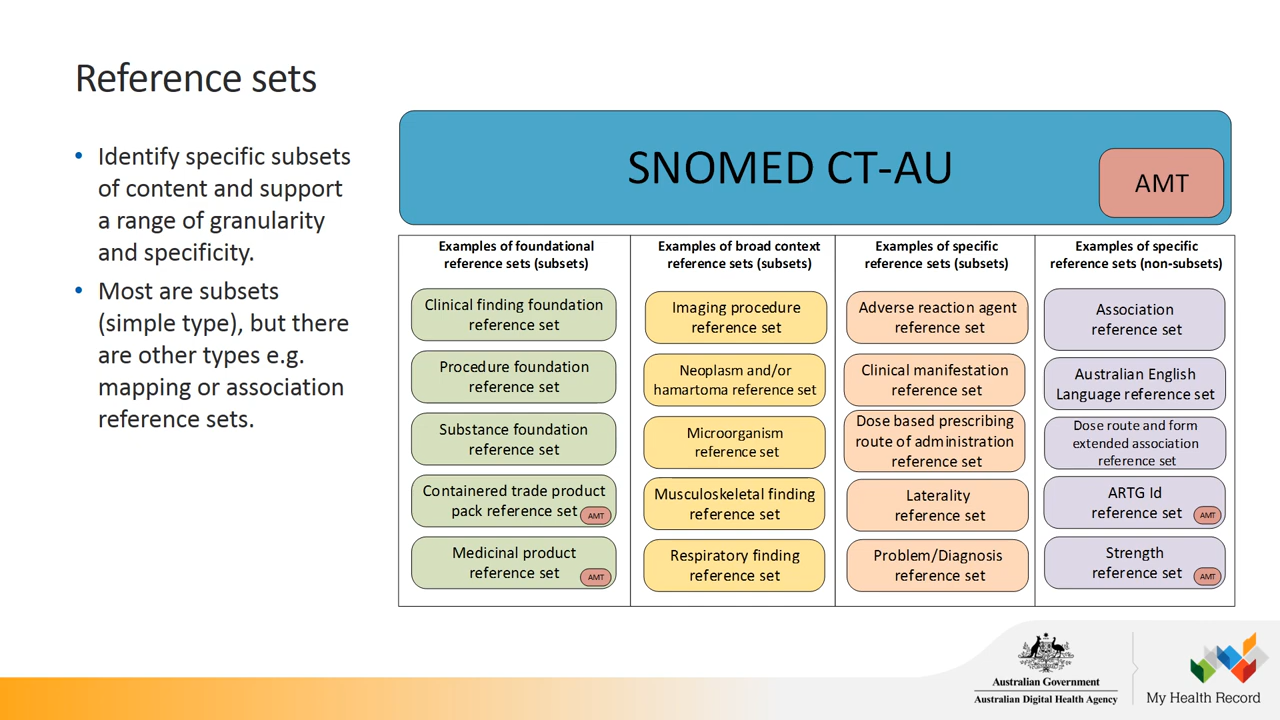 Reference sets
• Identify specific subsets
of content and support
a range of granularity
and specificity.
• Most are subsets
(simple type), but there
are other types e.g.
mapping or association
reference sets.
SNOMED CT-AU
AMT
Examples of foundational
reference sets (subsets)
Clinical finding foundation
reference set
Procedure foundation
reference set
Substance foundation
reference set
Containered trade product
pack reference set
AMT
Medicinal product
reference set
AMT
Examples of broad context
reference sets (subsets)
Imaging procedure
reference set
Neoplasm and/or
hamartoma reference set
Microorganism
reference set
Musculoskeletal finding
reference set
Respiratory finding
reference set
Examples of specific
reference sets (subsets)
Adverse reaction agent
reference set
Clinical manifestation
reference set
Dose based prescribing
route of administration
reference set
Laterality
reference set
Problem/Diagnosis
reference set
Examples of specific
reference sets (non-subsets)
Association
reference set
Australian English
Language reference set
Dose route and form
extended association
reference set
ARTG Id
reference set
AMT
Strength
reference set
AMT
Australian Government
Australian Digital Health Agency
My Health Record